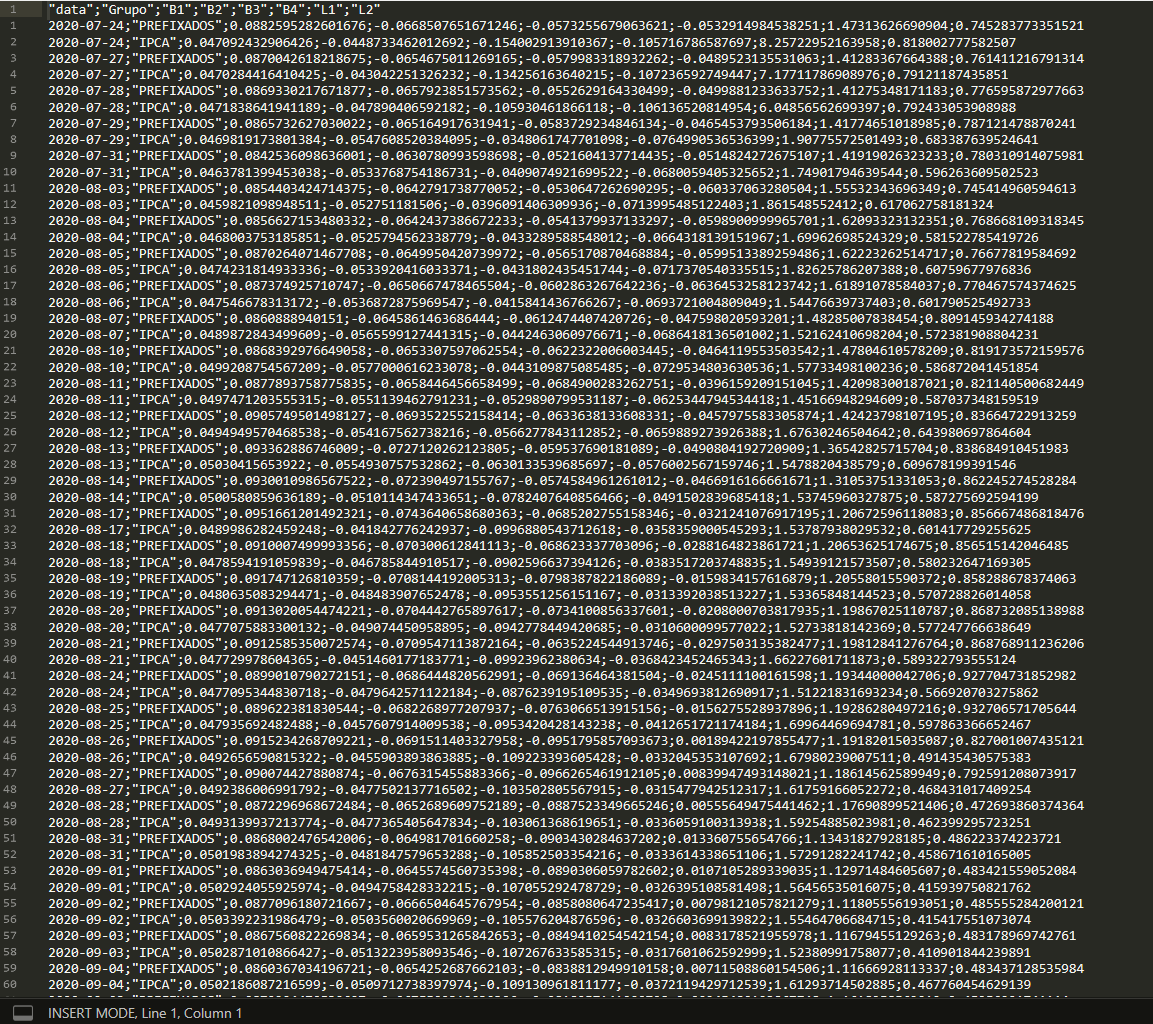 1 "data";"Grupo";"B1";"B2";"B3";"B4";"L1";"L2"
1 2020-07-24;"PREFIXADOS";0.0882595282601676;-0.0668507651671246;-0.0573255679063621;-0.0532914984538251;1.47313626690904;0.745283773351521
2 2020-07-24;"IPCA";0.047092432906426;-0.0448733462012692;-0.154002913910367;-0.105716786587697;8.25722952163958;0.818002777582507
3 2020-07-27;"PREFIXADOS";0.0870042618218675;-0.0654675011269165;-0.0579983318932262;-0.0489523135531063;1.41283367664388;0.761411216791314
4 2020-07-27;"IPCA";0.0470284416410425;-0.043042251326232;-0.134256163640215;-0.107236592749447;7.17711786908976;0.79121187435851
5 2020-07-28;"PREFIXADOS";0.0869330217671877;-0.0657923851573562;-0.0552629164330499;-0.0499881233633752;1.41275348171183;0.776595872977663
6 2020-07-28;"IPCA";0.0471838641941189;-0.047890406592182;-0.105930461866118;-0.106136520814954;6.04856562699397;0.792433053908988
7 2020-07-29;"PREFIXADOS";0.0865732627030022;-0.065164917631941;-0.0583729234846134;-0.0465453793506184;1.41774651018985;0.787121478870241
8 2020-07-29;"IPCA";0.0469819173801384;-0.0547608520384095;-0.0348061747701098;-0.0764990536536399;1.90775572501493;0.683387639524641
9 2020-07-31;"PREFIXADOS";0.0842536098636001;-0.0630780993598698;-0.0521604137714435;-0.0514824272675107;1.41919026323233;0.780310914075981
10 2020-07-31;"IPCA";0.0463781399453038;-0.0533768754186731;-0.0409074921699522;-0.0680059405325652;1.74901794639544;0.596263609502523
11 2020-08-03;"PREFIXADOS";0.0854403424714375;-0.0642791738770052;-0.0530647262690295;-0.060337063280504;1.55532343696349;0.745414960594613
12 2020-08-03;"IPCA";0.0459821098948511;-0.052751181506;-0.0396091406309936;-0.0713995485122403;1.861548552412;0.617062758181324
13 2020-08-04;"PREFIXADOS";0.0856627153480332;-0.0642437386672233;-0.0541379937133297;-0.0598900999965701;1.62093323132351;0.768668109318345
14 2020-08-04;"IPCA";0.0468003753185851;-0.0525794562338779;-0.0433289588548012;-0.0664318139151967;1.69962698524329;0.581522785419726
15 2020-08-05;"PREFIXADOS";0.0870264071467708;-0.0649950420739972;-0.0565170870468884;-0.0599513389259486;1.62223262514717;0.76677819584692
16 2020-08-05;"IPCA";0.0474231814933336;-0.0533920416033371;-0.0431802435451744;-0.0717370540335515;1.82625786207388;0.60759677976836
17 2020-08-06;"PREFIXADOS";0.087374925710747;-0.0650667478465504;-0.0602863267642236;-0.0636453258123742;1.61891078584037;0.770467574374625
18 2020-08-06;"IPCA";0.047546678313172;-0.0536872875969547;-0.0415841436766267;-0.0693721004809049;1.54476639737403;0.601790525492733
19 2020-08-07;"PREFIXADOS";0.0860888940151;-0.0645861463686444;-0.0612474407420726;-0.047598020593201;1.48285007838454;0.809145934274188
20 2020-08-07;"IPCA";0.0489872843499609;-0.0565599127441315;-0.0442463060976671;-0.0686418136501002;1.52162410698204;0.572381908804231
21 2020-08-10;"PREFIXADOS";0.0868392976649058;-0.0653307597062554;-0.0622322006003445;-0.0464119553503542;1.47804610578209;0.819173572159576
22 2020-08-10;"IPCA";0.0499208754567209;-0.0577000616233078;-0.0443109875085485;-0.0729534803630536;1.57733498100236;0.586872041451854
23 2020-08-11;"PREFIXADOS";0.0877893758775835;-0.0658446456658499;-0.0684900283262751;-0.0396159209151045;1.42098300187021;0.821140500682449
24 2020-08-11;"IPCA";0.0497471203555315;-0.0551139462791231;-0.0529890799531187;-0.0625344794534418;1.45166948294609;0.587037348159519
25 2020-08-12;"PREFIXADOS";0.0905749501498127;-0.0693522552158414;-0.0633638133608331;-0.0457975583305874;1.42423798107195;0.83664722913259
26 2020-08-12;"IPCA";0.0494949570468538;-0.054167562738216;-0.0566277843112852;-0.0659889273926388;1.67630246504642;0.643980697864604
27 2020-08-13;"PREFIXADOS";0.093362886746009;-0.0727120262123805;-0.059537690181089;-0.0490804192720909;1.36542825715704;0.838684910451983
28 2020-08-13;"IPCA";0.05030415653922;-0.0554930757532862;-0.0630133539685697;-0.0576002567159746;1.5478820438579;0.609678199391546
29 2020-08-14;"PREFIXADOS";0.0930010986567522;-0.072390497155767;-0.0574584961261012;-0.0466916166661671;1.31053751331053;0.862245274528284
30 2020-08-14;"IPCA";0.0500580859636189;-0.0510114347433651;-0.0782407640856466;-0.0491502839685418;1.53745960327875;0.587275692594199
31 2020-08-17;"PREFIXADOS";0.0951661201492321;-0.0743640658680363;-0.0685202755158346;-0.0321241076917195;1.20672596118083;0.856667486818476
32 2020-08-17;"IPCA";0.0489986282459248;-0.041842776242937;-0.0996880543712618;-0.0358359000545293;1.53787938029532;0.601417729255625
33 2020-08-18;"PREFIXADOS";0.0910007499993356;-0.070300612841113;-0.068623337703096;-0.0288164823861721;1.20653625174675;0.856515142046485
34 2020-08-18;"IPCA";0.0478594191059839;-0.046785844910517;-0.0902596637394126;-0.0383517203748835;1.54939121573507;0.580232647169305
35 2020-08-19;"PREFIXADOS";0.091747126810359;-0.0708144192005313;-0.0798387822186089;-0.0159834157616879;1.20558015590372;0.858288678374063
36 2020-08-19;"IPCA";0.0480635083294471;-0.048483907652478;-0.0953551256151167;-0.0313392038513227;1.53365848144523;0.570728826014058
37 2020-08-20;"PREFIXADOS";0.0913020054474221;-0.0704442765897617;-0.0734100856337601;-0.0208000703817935;1.19867025110787;0.868732085138988
38 2020-08-20;"IPCA";0.0477075883300132;-0.049074450958895;-0.0942778449420685;-0.0310600099577022;1.52733818142369;0.577247766638649
39 2020-08-21;"PREFIXADOS";0.0912585350072574;-0.0709547113872164;-0.0635224544913746;-0.0297503135382477;1.19812841276764;0.868768911236206
40 2020-08-21;"IPCA";0.047729978604365;-0.0451460177183771;-0.09923962380634;-0.0368423452465343;1.66227601711873;0.589322793555124
41 2020-08-24;"PREFIXADOS";0.0899010790272151;-0.0686444820562991;-0.069136464381504;-0.0245111100161598;1.19344000042706;0.927704731852982
42 2020-08-24;"IPCA";0.0477095344830718;-0.0479642571122184;-0.0876239195109535;-0.0349693812690917;1.51221831693234;0.566920703275862
43 2020-08-25;"PREFIXADOS";0.089622381830544;-0.0682268977207937;-0.0763066513915156;-0.0156275528937896;1.19286280497216;0.932706571705644
44 2020-08-25;"IPCA";0.047935692482488;-0.0457607914009538;-0.0953420428143238;-0.0412651721174184;1.69964469694781;0.597863366652467
45 2020-08-26;"PREFIXADOS";0.0915234268709221;-0.0691511403327958;-0.0951795857093673;0.00189422197855477;1.19182015035087;0.827001007435121
46 2020-08-26;"IPCA";0.0492656590815322;-0.0455903893863885;-0.109223393605428;-0.033204535310769​2;1.67980239007511;0.491435430575383
47 2020-08-27;"PREFIXADOS";0.090074427880874;-0.0676315455883366;-0.0966265461912105;0.00839947493148021;1.18614562589949;0.792591208073917
48 2020-08-27;"IPCA";0.0492386006991792;-0.0477502137716502;-0.103502805567915;-0.0315477942512317;1.61759166052272;0.468431017409254
49 2020-08-28;"PREFIXADOS";0.0872296968672484;-0.0652689609752189;-0.0887523349665246;0.00555649475441462;1.17690899521406;0.472693860374364
50 2020-08-28;"IPCA";0.0493139937213774;-0.0477365405647834;-0.103061368619651;-0.0336059100313938;1.59254885023981;0.462399295723251
51 2020-08-31;"PREFIXADOS";0.0868002476542006;-0.064981701660258;-0.0903430284637202;0.013360755654766;1.13431827928185;0.486223374223721
52 2020-08-31;"IPCA";0.0501983894274325;-0.0481847579653288;-0.105852503354216;-0.0333614338651106;1.57291282241742;0.458671610165005
53 2020-09-01;"PREFIXADOS";0.0863036949475414;-0.0645574560735398;-0.0890306059782602;0.0107105289339035;1.12971484605607;0.483421559052084
54 2020-09-01;"IPCA";0.0502924055925974;-0.0494758428332215;-0.107055292478729;-0.0326395108581498;1.56456535016075;0.415939750821762
55 2020-09-02;"PREFIXADOS";0.0877096180721667;-0.0666504645767954;-0.0858080647235417;0.00798121057821279;1.11805556193051;0.485555284200121
56 2020-09-02;"IPCA";0.0503392231986479;-0.0503560020669969;-0.105576204876596;-0.0326603699139822;1.55464706684715;0.415417551073074
57 2020-09-03;"PREFIXADOS";0.0867560822269834;-0.0659531265842653;-0.0849410254542154;0.0083178521955978;1.11679455129263;0.483178969742761
58 2020-09-03;"IPCA";0.0502871010866427;-0.0513223958093546;-0.107267633585315;-0.0317601062592999;1.52380991758077;0.410901844239891
59 2020-09-04;"PREFIXADOS";0.0860367034196721;-0.0654252687662103;-0.0838812949910158;0.00711508860154506;1.11666928113337;0.483437128535984
60 2020-09-04;"IPCA";0.0502186087216599;-0.0509712738397974;-0.109130961811177;-0.0372119429712539;1.61293714502885;0.467760454629139
INSERT MODE, Line 1, Column 1